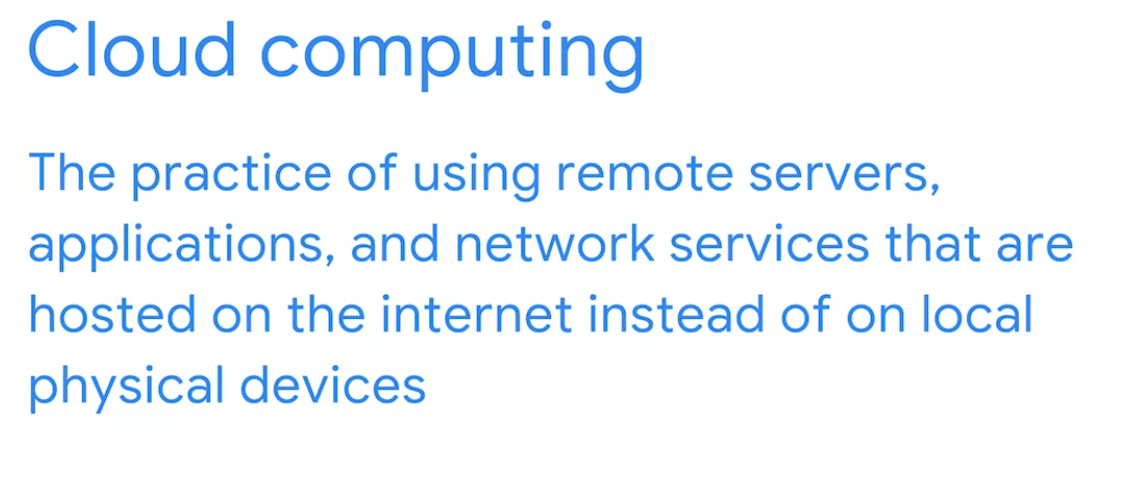 Cloud computing
The practice of using remote servers,
applications, and network services that are
hosted on the internet instead of on local
physical devices